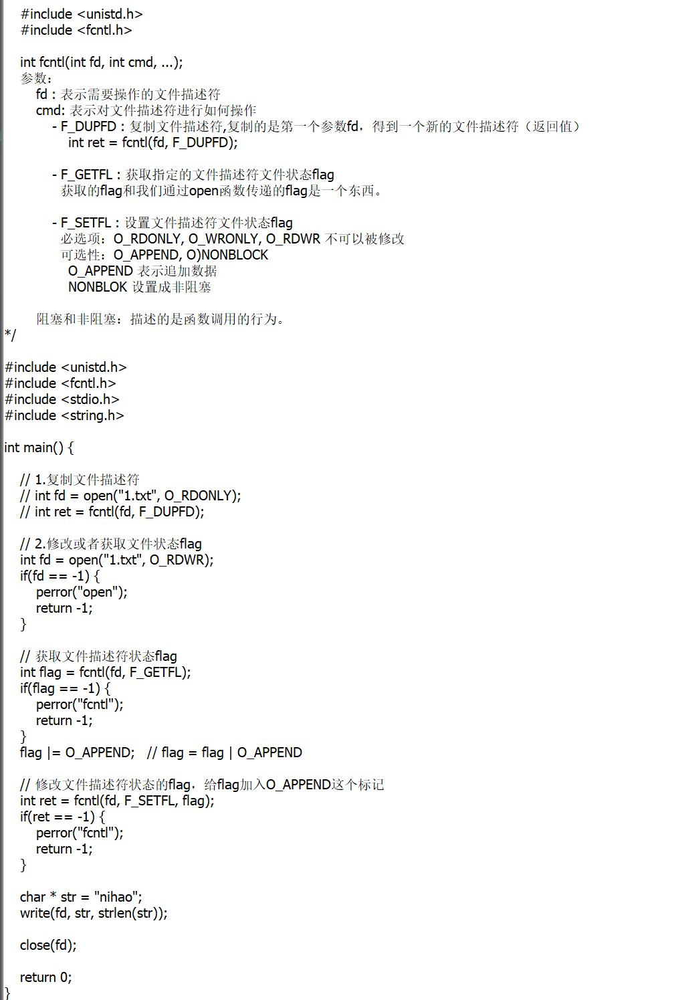 #include <unistd.h>
#include <fcntl.h>
int fcntl(int fd, int cmd, ...);
参数：
fd : 表示需要操作的文件描述符
cmd: 表示对文件描述符进行如何操作
- F_DUPFD : 复制文件描述符,复制的是第一个参数fd，得到一个新的文件描述符（返回值）
int ret = fcntl(fd, F_DUPFD);
- F_GETFL : 获取指定的文件描述符文件状态flag
获取的flag和我们通过open函数传递的flag是一个东西。
- F_SETFL : 设置文件描述符文件状态flag
必选项：O_RDONLY, O_WRONLY, O_RDWR 不可以被修改
可选性：O_APPEND, O)NONBLOCK
O_APPEND 表示追加数据
NONBLOK 设置成非阻塞
阻塞和非阻塞：描述的是函数调用的行为。
*/
#include <unistd.h>
#include <fcntl.h>
#include <stdio.h>
#include <string.h>
int main() {
// 1.复制文件描述符
// int fd = open("1.txt", O_RDONLY);
// int ret = fcntl(fd, F_DUPFD);
// 2.修改或者获取文件状态flag
int fd = open("1.txt", O_RDWR);
if(fd == -1) {
perror("open");
return -1;
}
// 获取文件描述符状态flag
int flag = fcntl(fd, F_GETFL);
if(flag == -1) {
perror("fcntl");
return -1;
}
flag |= O_APPEND;   // flag = flag | O_APPEND
// 修改文件描述符状态的flag，给flag加入O_APPEND这个标记
int ret = fcntl(fd, F_SETFL, flag);
if(ret == -1) {
perror("fcntl");
return -1;
}
char * str = "nihao";
write(fd, str, strlen(str));
close(fd);
return 0;
}